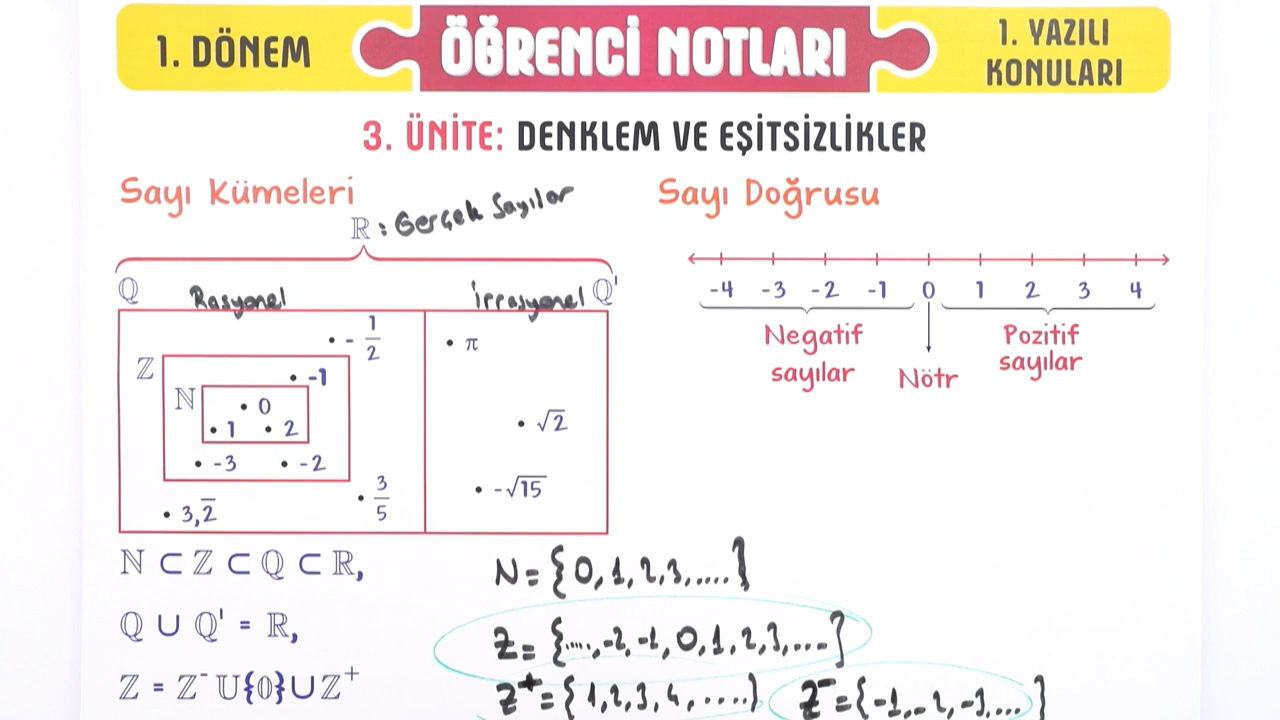 1. DÖNEM
ÖĞRENCİ NOTLARI
1. YAZILI
KONULARI
3. ÜNİTE: DENKLEM VE EŞİTSİZLİKLER
Sayı Kümeleri
ℝ : Gerçek Sayılar
ℚ Rasyonel İrrasyonel ℚ'
• - 1/2
• π
ℤ
• -1
ℕ
• 0
• 1 • 2
• √2
• -3 • -2
• 3/5
• -√15
• 3,2̅
ℕ ⊂ ℤ ⊂ ℚ ⊂ ℝ,
ℚ ∪ ℚ' = ℝ,
ℤ = ℤ⁻ ∪ {0} ∪ ℤ⁺
Sayı Doğrusu
-4 -3 -2 -1 0 1 2 3 4
Negatif
sayılar
Nötr
Pozitif
sayılar
N = {0, 1, 2, 3, .....}
Z = {...., -2, -1, 0, 1, 2, 3, ....}
Z⁺ = {1, 2, 3, 4, .....} Z⁻ = {-1, -2, -3, ...}